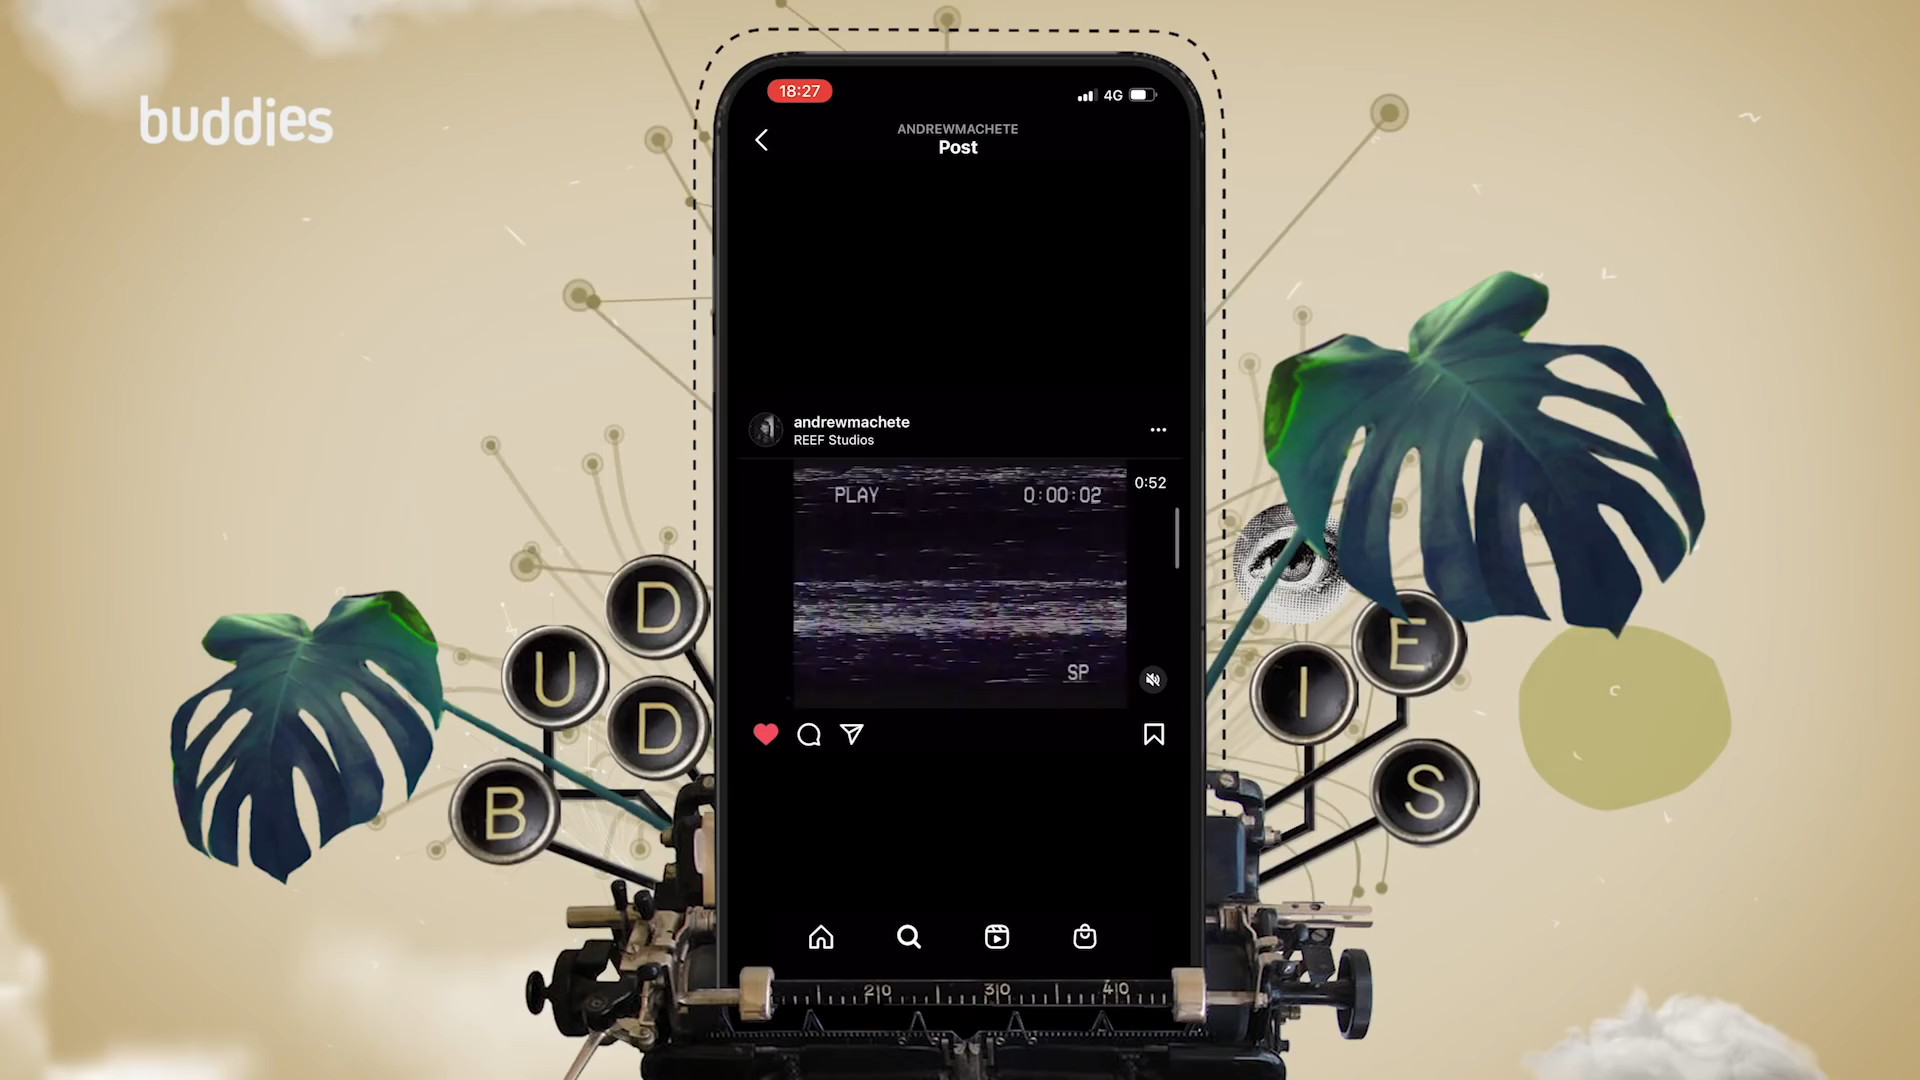 buddies
18:27
4G
ANDREWMACHETE
Post
andrewmachete
REEF Studios
PLAY
0:00:02
0:52
SP
D
U
D
B
E
I
S
20
30
40